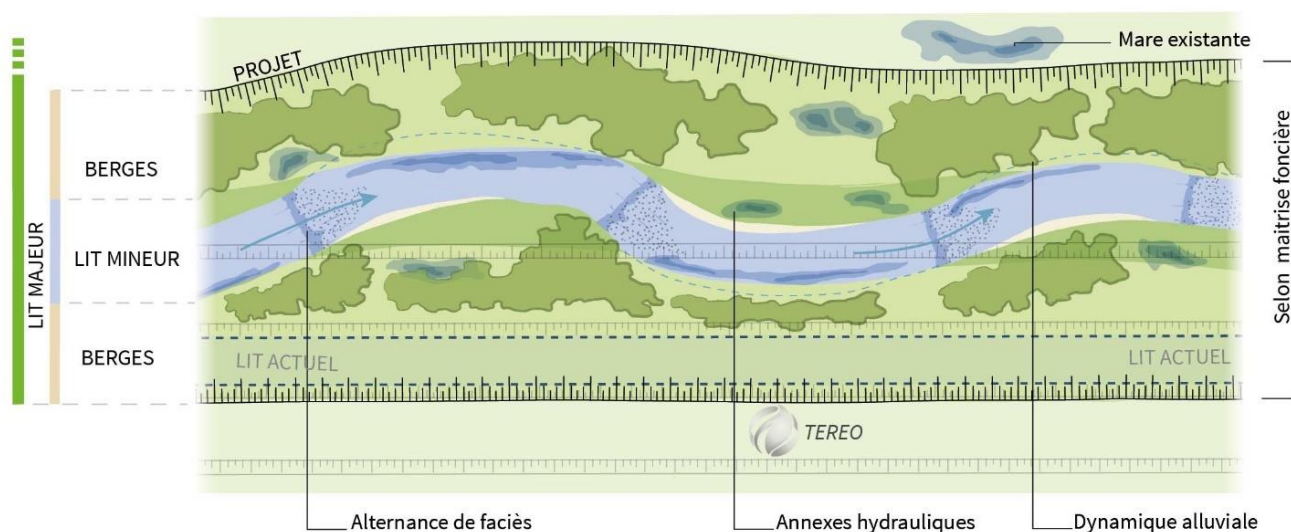 Mare existante
PROJET
BERGES
LIT MAJEUR
LIT MINEUR
BERGES
LIT ACTUEL
LIT ACTUEL
Selon maitrise foncière
TEREO
Alternance de faciès
Annexes hydrauliques
Dynamique alluviale